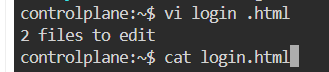 controlplane:~$ vi login .html
2 files to edit
controlplane:~$ cat login.html